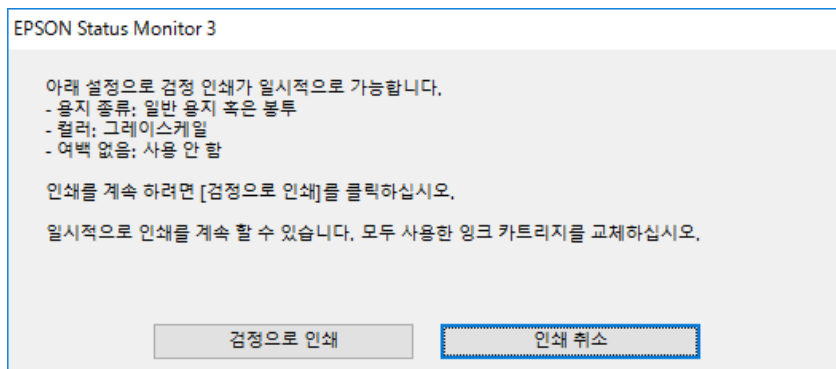 EPSON Status Monitor 3
아래 설정으로 검정 인쇄가 일시적으로 가능합니다.
- 용지 종류: 일반 용지 혹은 봉투
- 컬러: 그레이스케일
- 여백 없음: 사용 안 함
인쇄를 계속 하려면 [검정으로 인쇄]를 클릭하십시오.
일시적으로 인쇄를 계속 할 수 있습니다. 모두 사용한 잉크 카트리지를 교체하십시오.
검정으로 인쇄
인쇄 취소